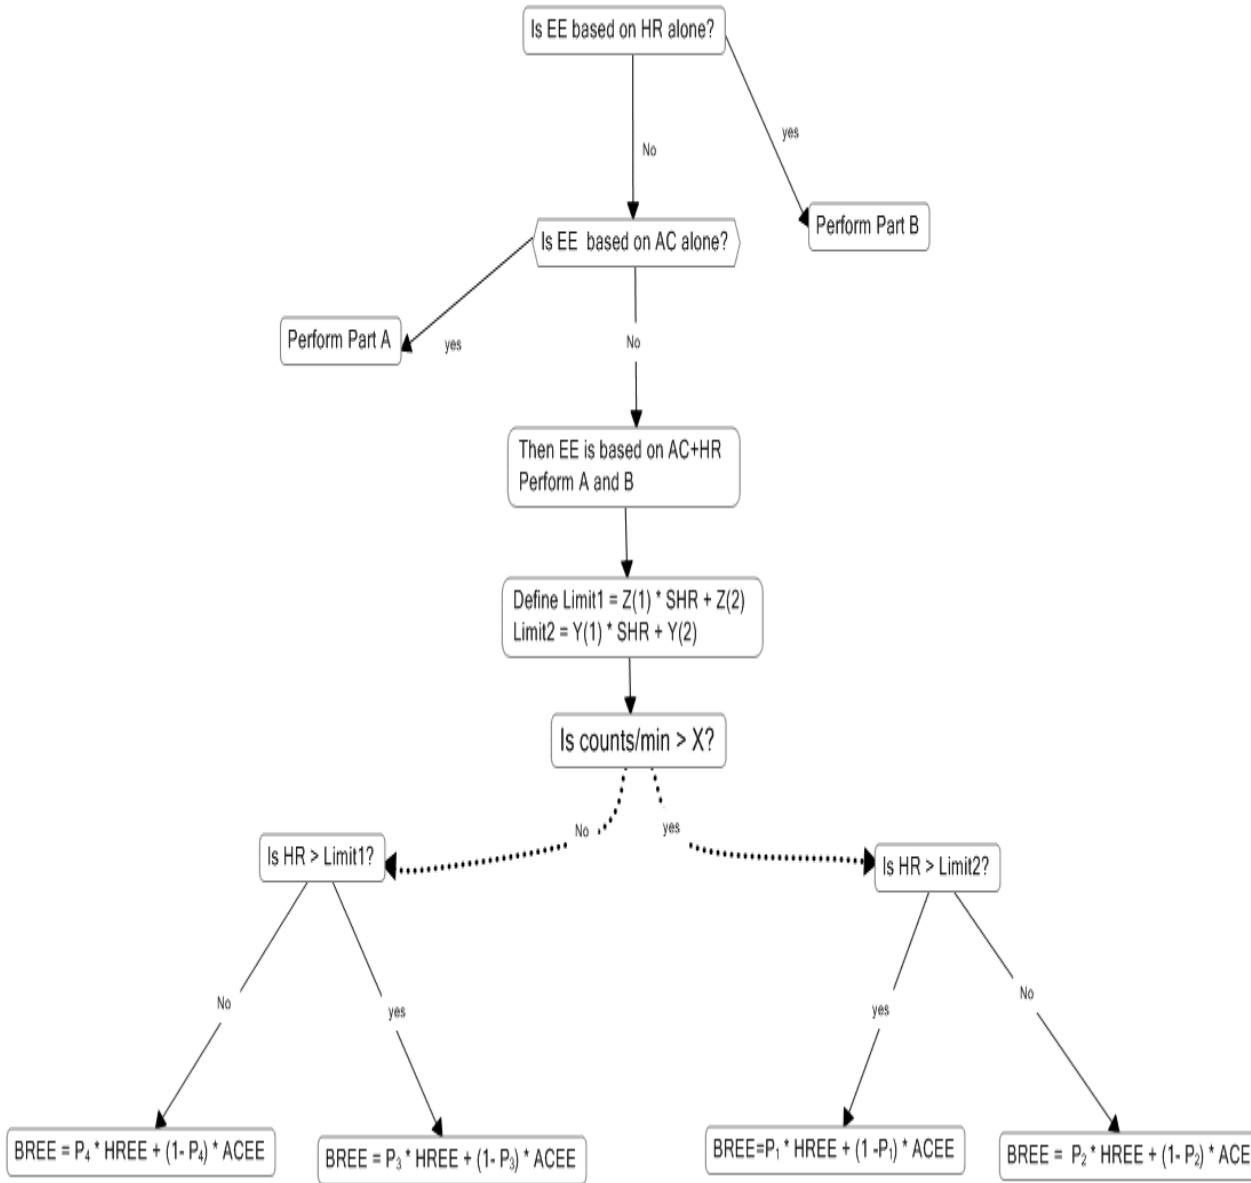 Is EE based on HR alone?
yes
No
Perform Part B
Is EE  based on AC alone?
Perform Part A
yes
No
Then EE is based on AC+HR
Perform A and B
Define Limit1 = Z(1) * SHR + Z(2)
Limit2 = Y(1) * SHR + Y(2)
Is counts/min > X?
No
yes
Is HR > Limit1?
Is HR > Limit2?
No
yes
yes
No
BREE = P₄ * HREE + (1- P₄) * ACEE
BREE = P₃ * HREE + (1- P₃) * ACEE
BREE=P₁ * HREE + (1 -P₁) * ACEE
BREE =  P₂ * HREE + (1- P₂) * ACE